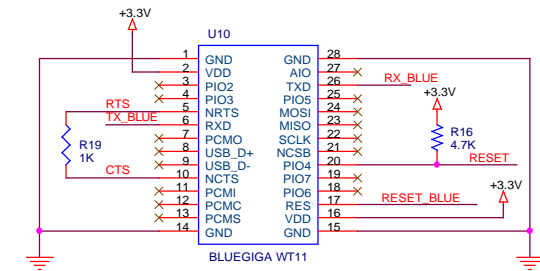 +3.3V
U10
1 GND GND 28
2 VDD AIO 27
3 PIO2 TXD 26 RX_BLUE
+3.3V
4 PIO3 PIO5 25
RTS 5 NRTS MOSI 24
TX_BLUE 6 RXD MISO 23
R19
1K
7 PCMO SCLK 22
8 USB_D+ NCSB 21
R16
4.7K
9 USB_D- PIO4 20 RESET
CTS 10 NCTS PIO7 19
11 PCMI PIO6 18
+3.3V
12 PCMC RES 17 RESET_BLUE
13 PCMS VDD 16
14 GND GND 15
BLUEGIGA WT11